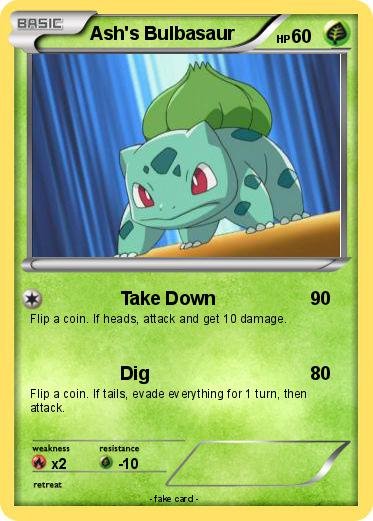 BASIC Ash's Bulbasaur HP60
Take Down 90
Flip a coin. If heads, attack and get 10 damage.
Dig 80
Flip a coin. If tails, evade everything for 1 turn, then
attack.
weakness resistance
x2 -10
retreat
- fake card -